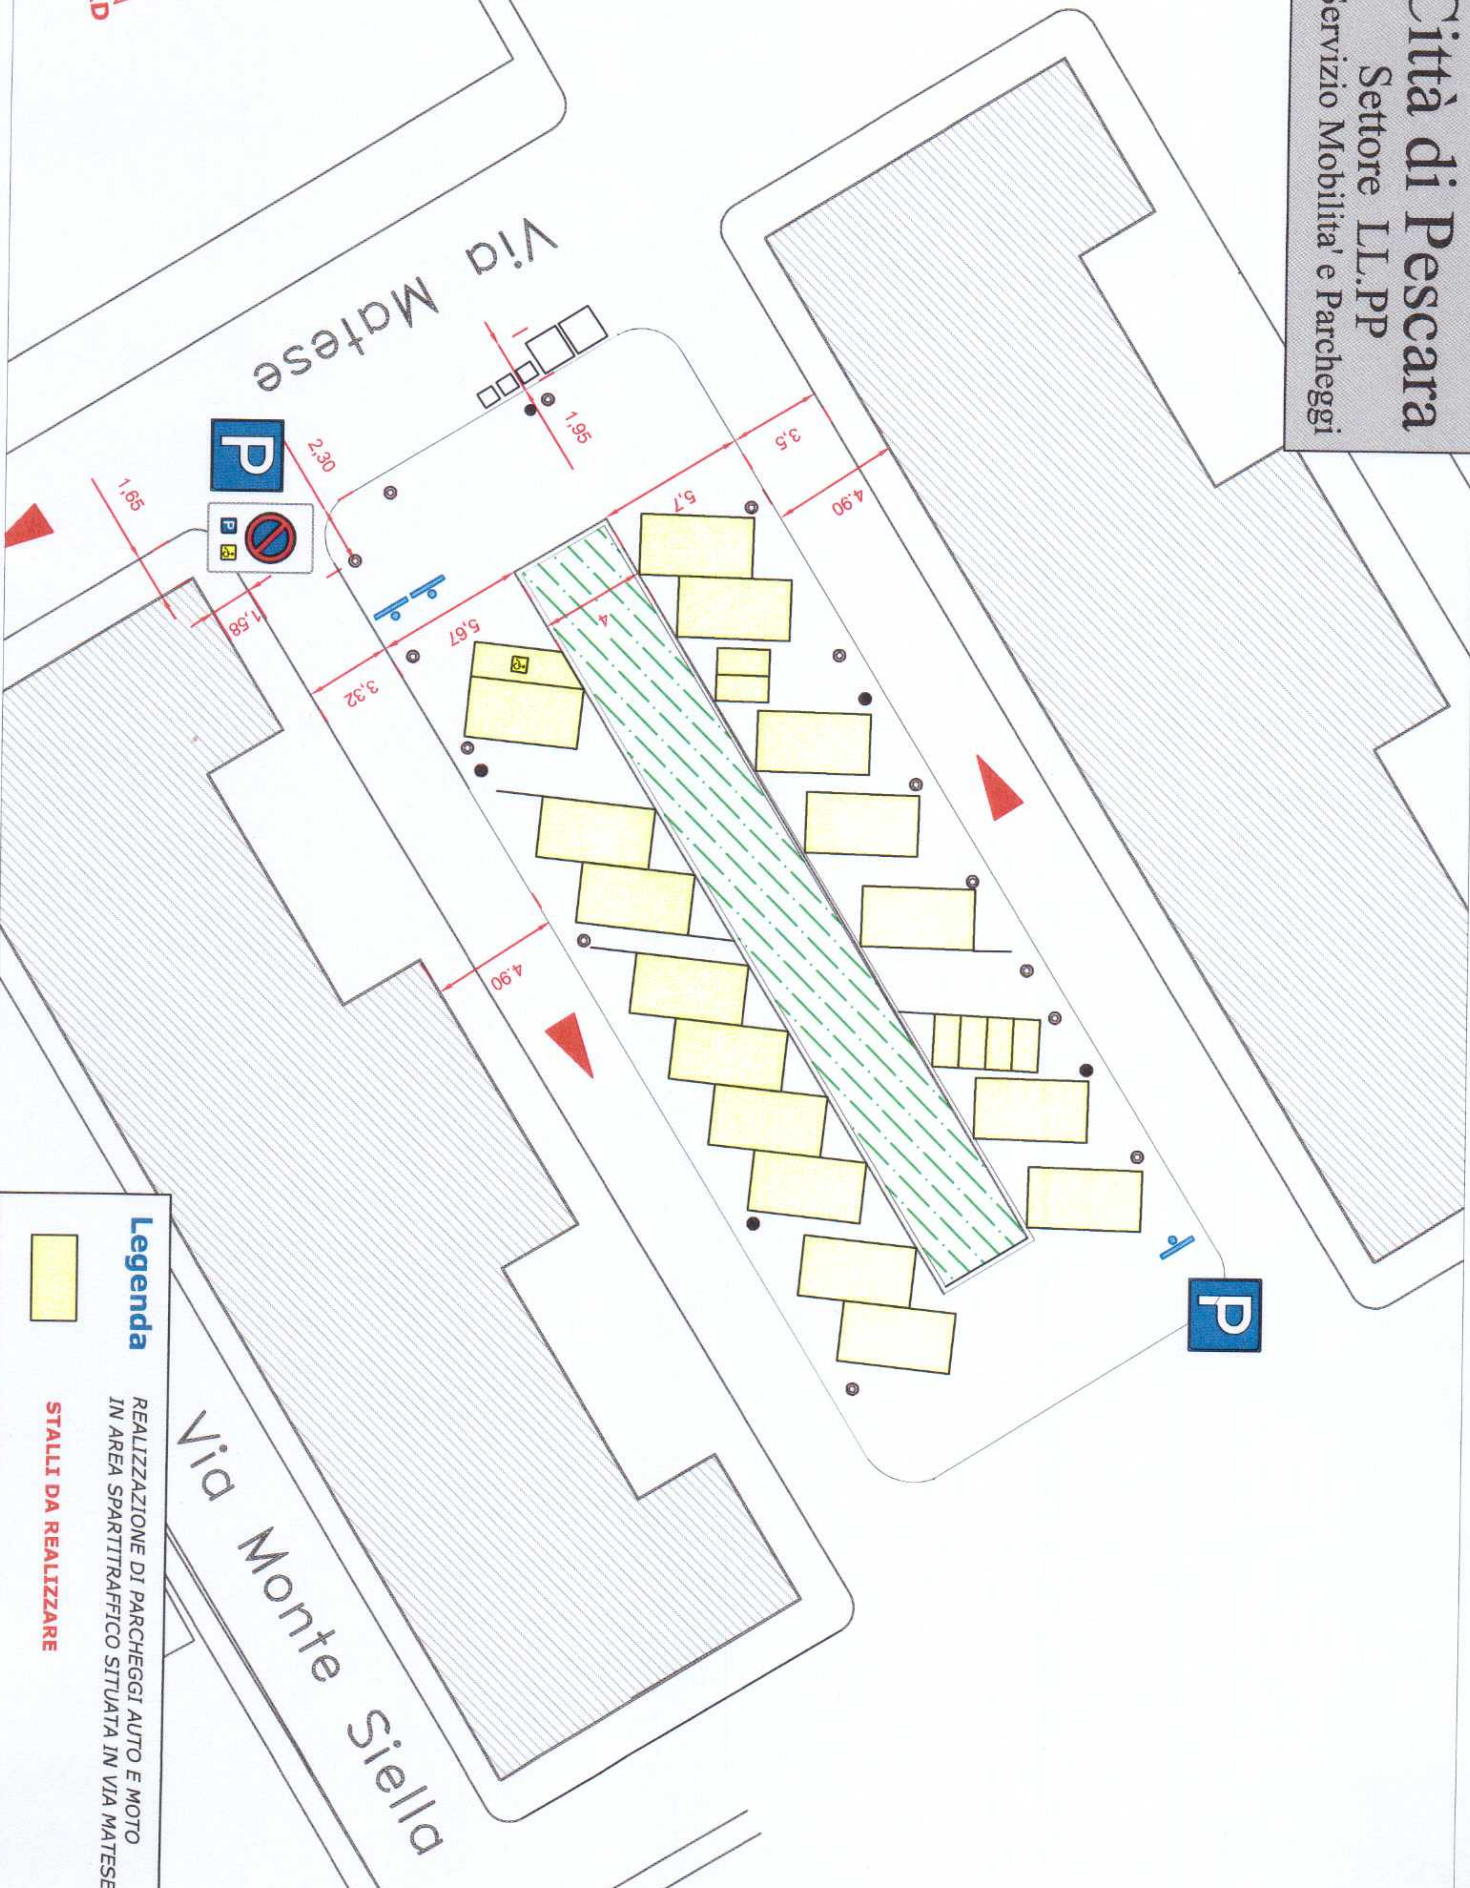 Città di Pescara
Settore LL.PP
Servizio Mobilita' e Parcheggi
Via Matese
P
P
1,95
2,30
1,65
1,58
3,5
4.90
5,7
4
5,67
3,32
4.90
P
Via Monte Siella
Legenda
REALIZZAZIONE DI PARCHEGGI AUTO E MOTO
IN AREA SPARTITRAFFICO SITUATA IN VIA MATESE
STALLI DA REALIZZARE